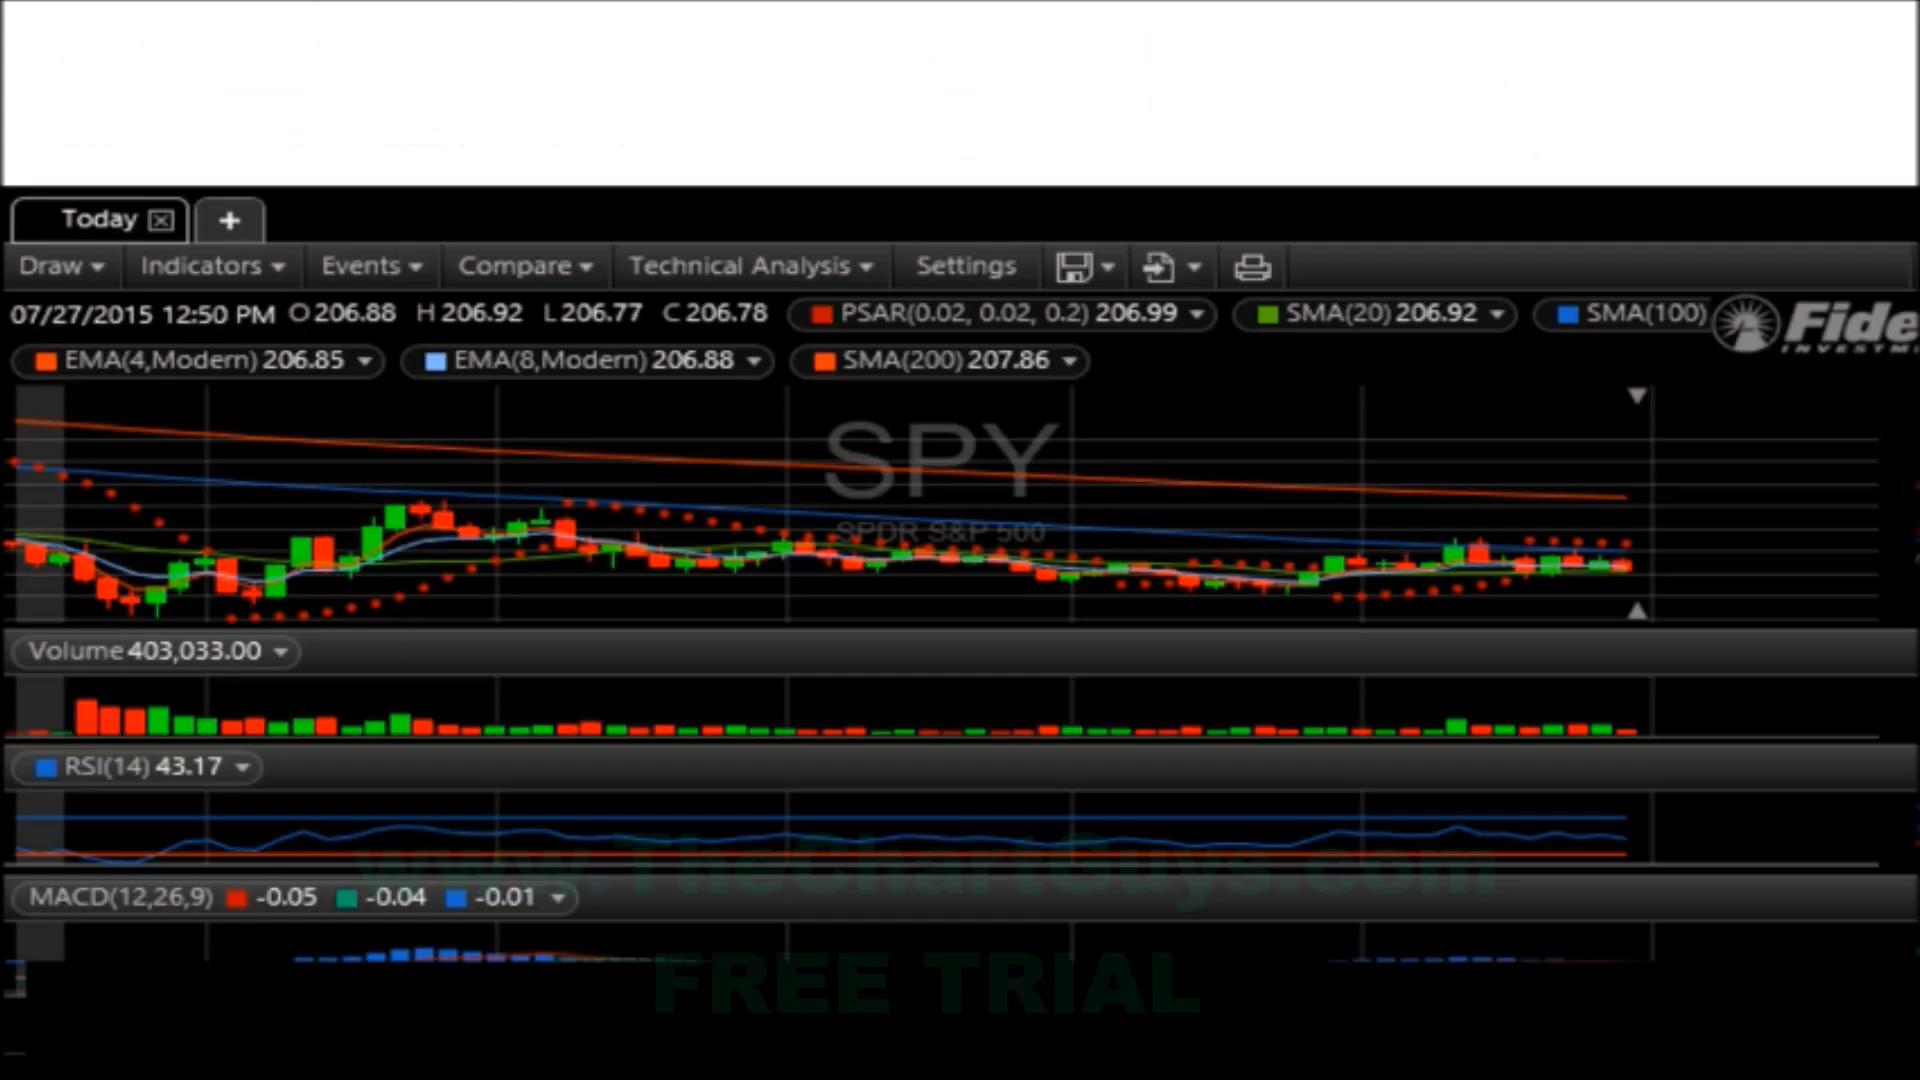 Today +
Draw Indicators Events Compare Technical Analysis Settings
07/27/2015 12:50 PM O 206.88 H 206.92 L 206.77 C 206.78 PSAR(0.02, 0.02, 0.2) 206.99 SMA(20) 206.92 SMA(100) Fide
INVESTM
EMA(4,Modern) 206.85 EMA(8,Modern) 206.88 SMA(200) 207.86
SPY
SPDR S&P 500
Volume 403,033.00
RSI(14) 43.17
www.TheChartGuys.com
MACD(12,26,9) -0.05 -0.04 -0.01
FREE TRIAL